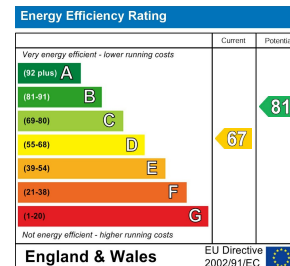 Energy Efficiency Rating
Current Potential
Very energy efficient - lower running costs
(92 plus) A
(81-91) B
81
(69-80) C
(55-68) D
67
(39-54) E
(21-38) F
(1-20) G
Not energy efficient - higher running costs
England & Wales
EU Directive
2002/91/EC